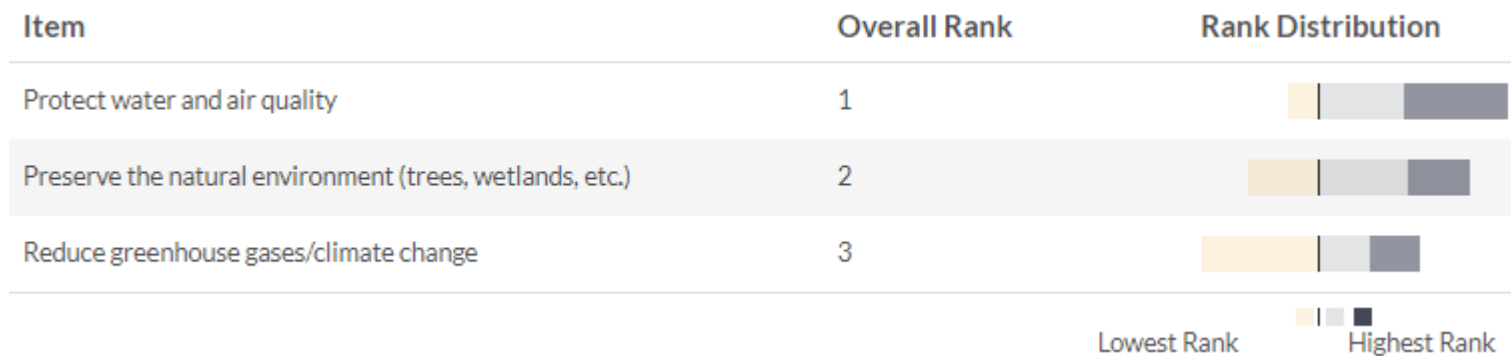 Item Overall Rank Rank Distribution
Protect water and air quality 1
Preserve the natural environment (trees, wetlands, etc.) 2
Reduce greenhouse gases/climate change 3
Lowest Rank Highest Rank